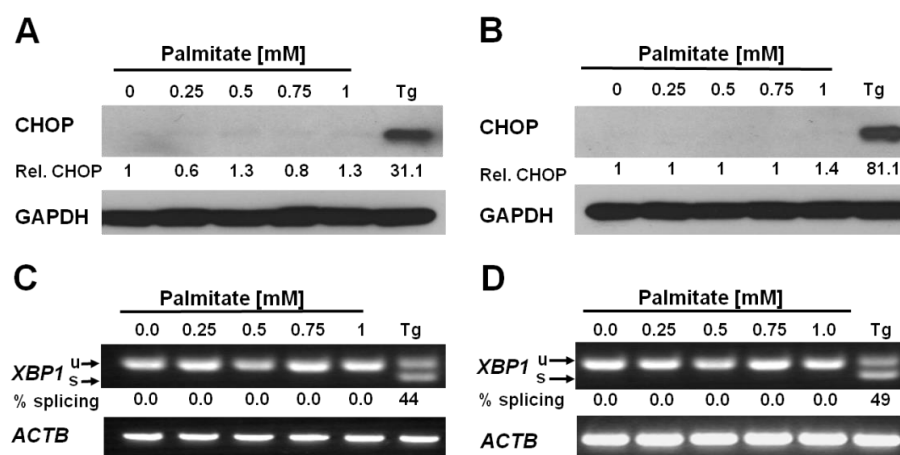 A
Palmitate [mM]
0 0.25 0.5 0.75 1 Tg
CHOP
Rel. CHOP 1 0.6 1.3 0.8 1.3 31.1
GAPDH
B
Palmitate [mM]
0 0.25 0.5 0.75 1 Tg
CHOP
Rel. CHOP 1 1 1 1 1.4 81.1
GAPDH
C
Palmitate [mM]
0.0 0.25 0.5 0.75 1 Tg
XBP1 u
s
% splicing 0.0 0.0 0.0 0.0 0.0 44
ACTB
D
Palmitate [mM]
0.0 0.25 0.5 0.75 1.0 Tg
XBP1 u
s
% splicing 0.0 0.0 0.0 0.0 0.0 49
ACTB